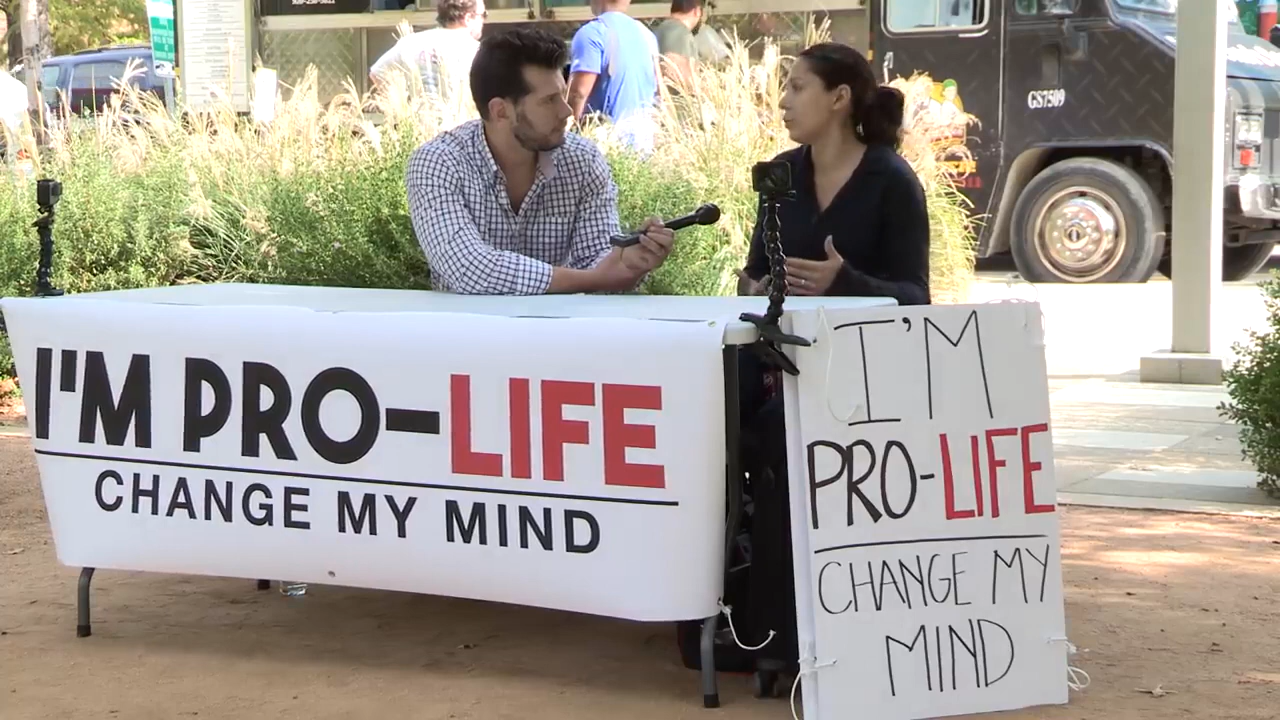 GS7509
I'M PRO-LIFE
CHANGE MY MIND
I'M
PRO-LIFE
CHANGE MY
MIND